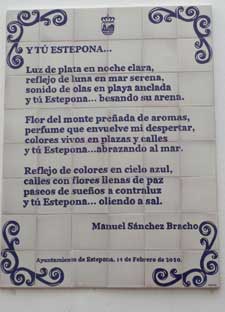 Y TÚ ESTEPONA...
Luz de plata en noche clara,
reflejo de luna en mar serena,
sonido de olas en playa anclada
y tú Estepona... besando su arena.
Flor del monte preñada de aromas,
perfume que envuelve mi despertar,
colores vivos en plazas y calles
y tú Estepona...abrazando al mar.
Reflejo de colores en cielo azul,
calles con flores llenas de paz
paseos de sueños a contraluz
y tú Estepona... oliendo a sal.
Manuel Sánchez Bracho
Ayuntamiento de Estepona, 14 de Febrero de 2020.